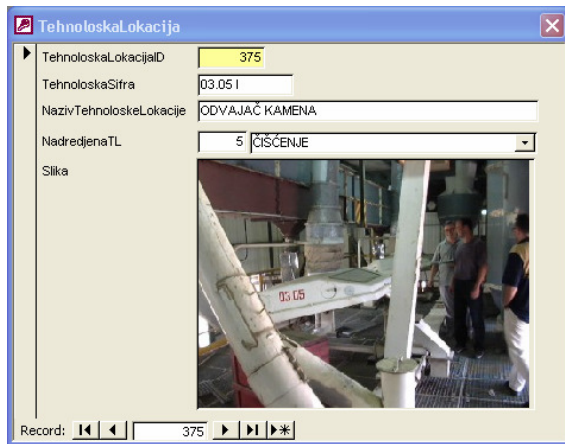 TehnoloskaLokacija
TehnoloskaLokacijaID 375
TehnoloskaSifra 03.05 I
NazivTehnoloskeLokacije ODVAJAČ KAMENA
NadredjenaTL 5 ČIŠĆENJE
Slika
03.05
Record: 375